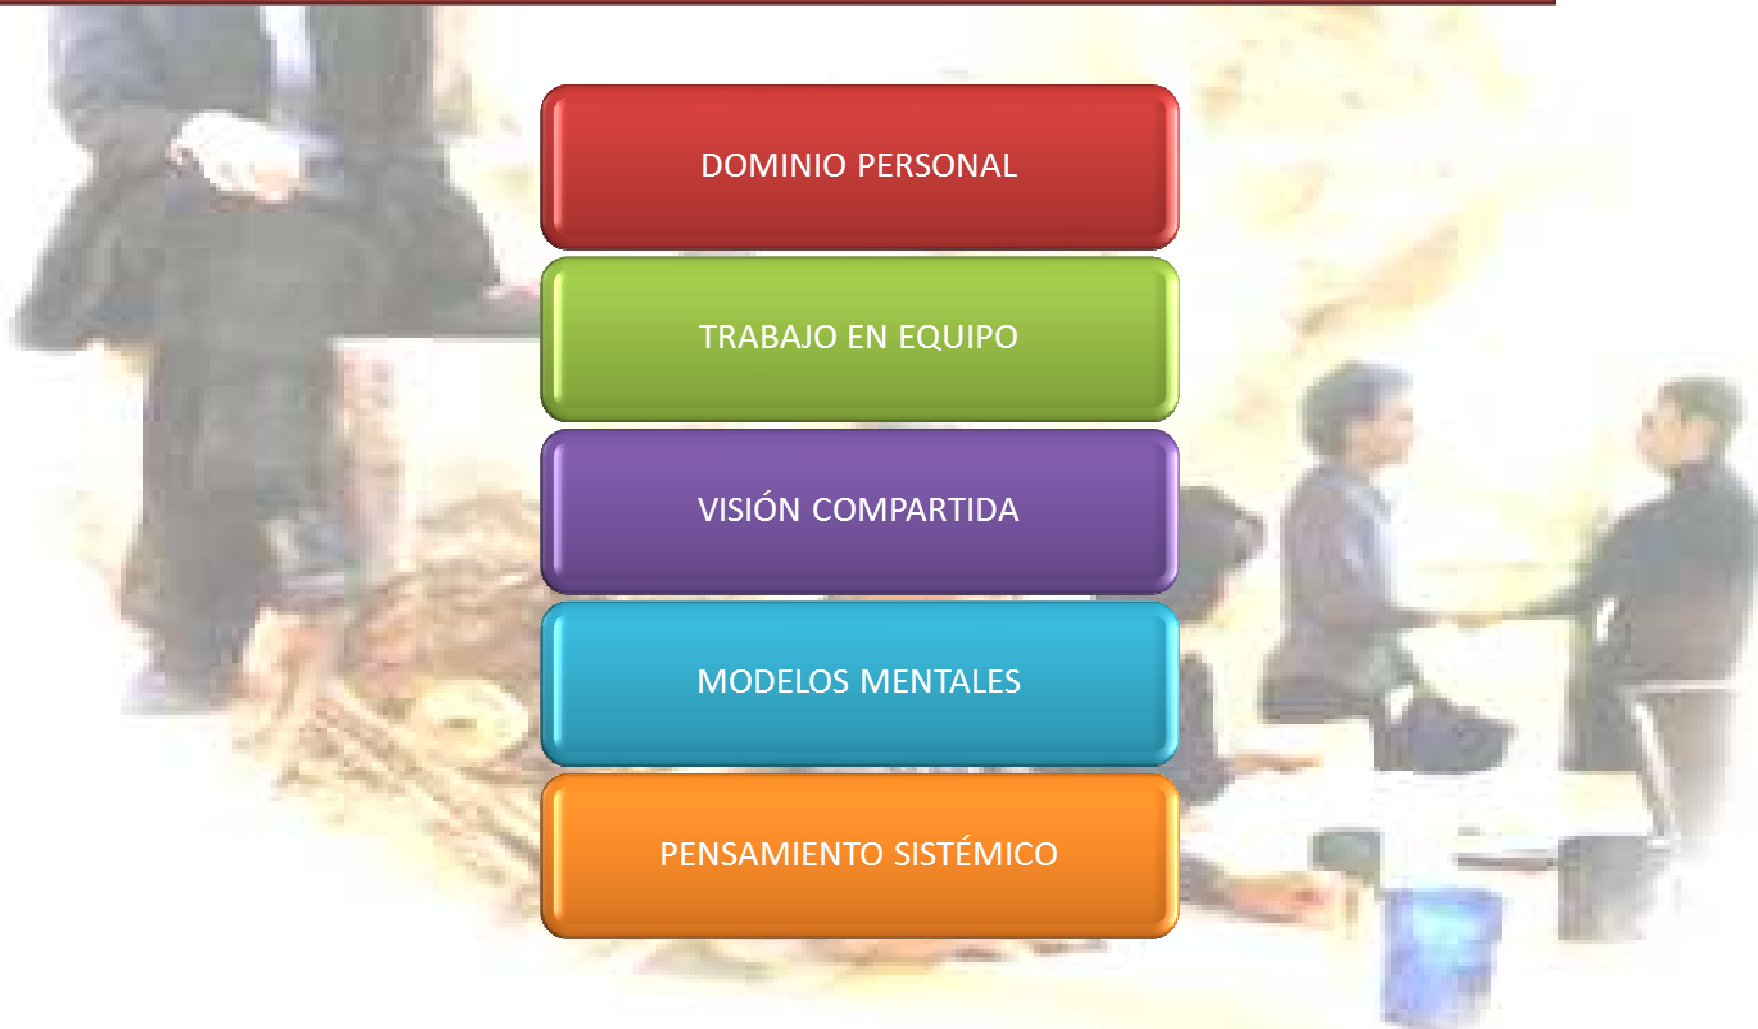 DOMINIO PERSONAL
TRABAJO EN EQUIPO
VISIÓN COMPARTIDA
MODELOS MENTALES
PENSAMIENTO SISTÉMICO